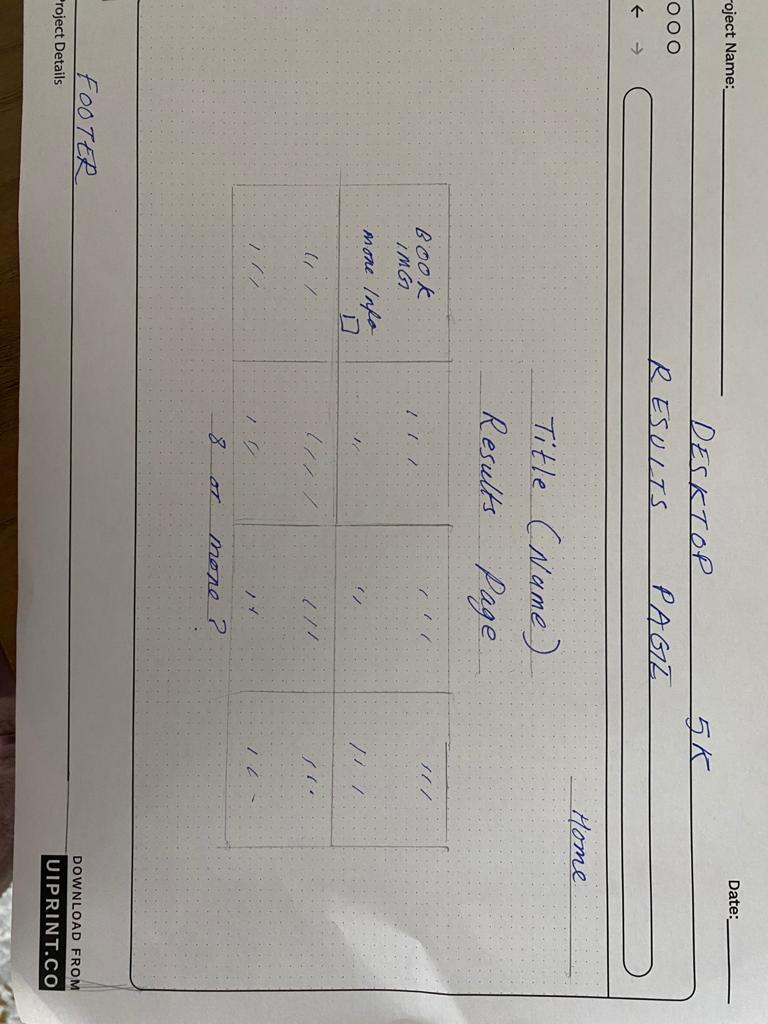 roject Name:
Date:
DESKTOP 5K
RESULTS PAGE
Home
Title (Name)
Results Page
BOOK
IMG
more Info
8 or more?
FOOTER
roject Details
DOWNLOAD FROM
UIPRINT.CO